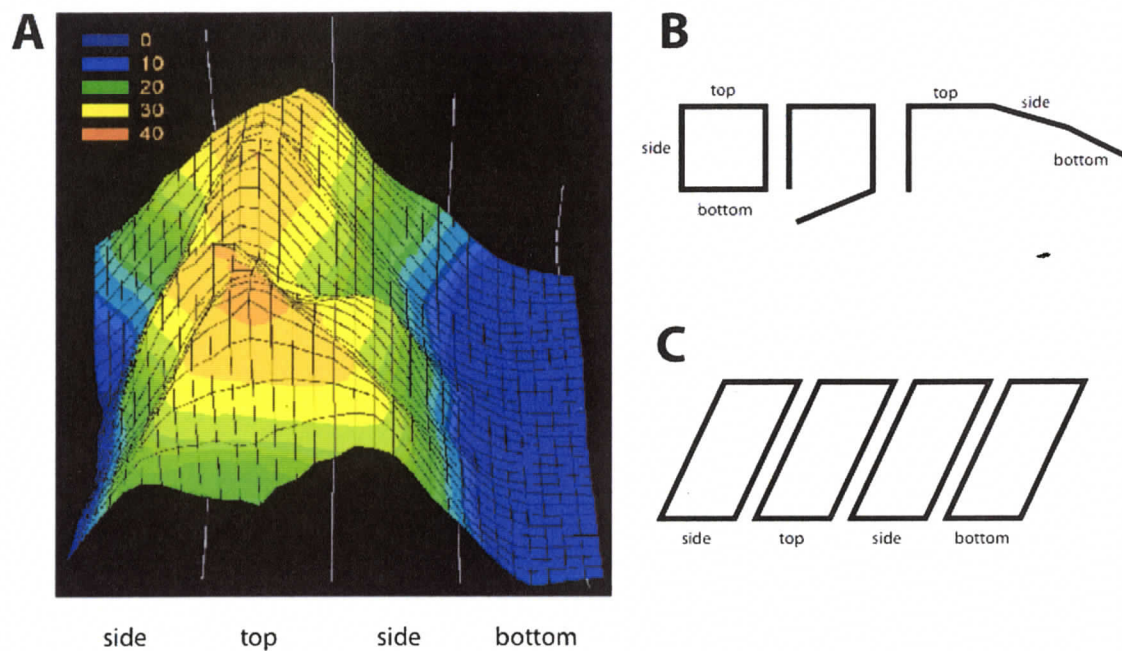 A
0
10
20
30
40
side top side bottom
B
top
side
bottom
top
side
bottom
C
side top side bottom